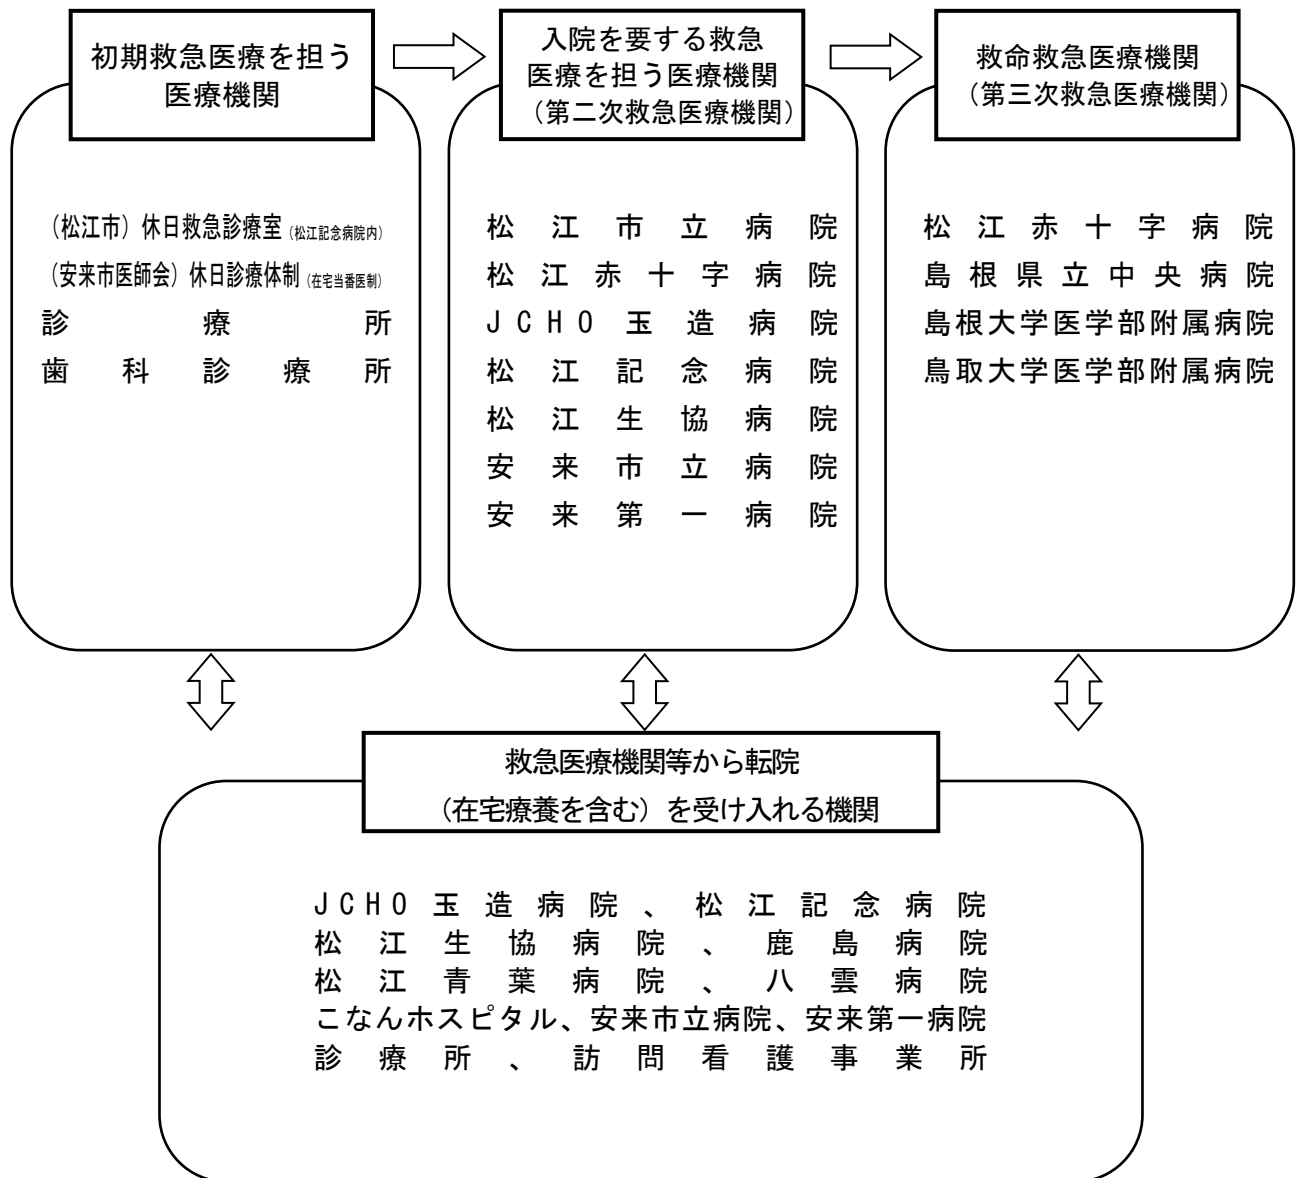 初期救急医療を担う
医療機関
(松江市)休日救急診療室(松江記念病院内)
(安来市医師会)休日診療体制(在宅当番医制)
診療所
歯科診療所
入院を要する救急
医療を担う医療機関
(第二次救急医療機関)
松江市立病院
松江赤十字病院
JCHO玉造病院
松江記念病院
松江生協病院
安来市立病院
安来第一病院
救命救急医療機関
(第三次救急医療機関)
松江赤十字病院
島根県立中央病院
島根大学医学部附属病院
鳥取大学医学部附属病院
救急医療機関等から転院
(在宅療養を含む)を受け入れる機関
JCHO玉造病院、松江記念病院
松江生協病院、鹿島病院
松江青葉病院、八雲病院
こなんホスピタル、安来市立病院、安来第一病院
診療所、訪問看護事業所